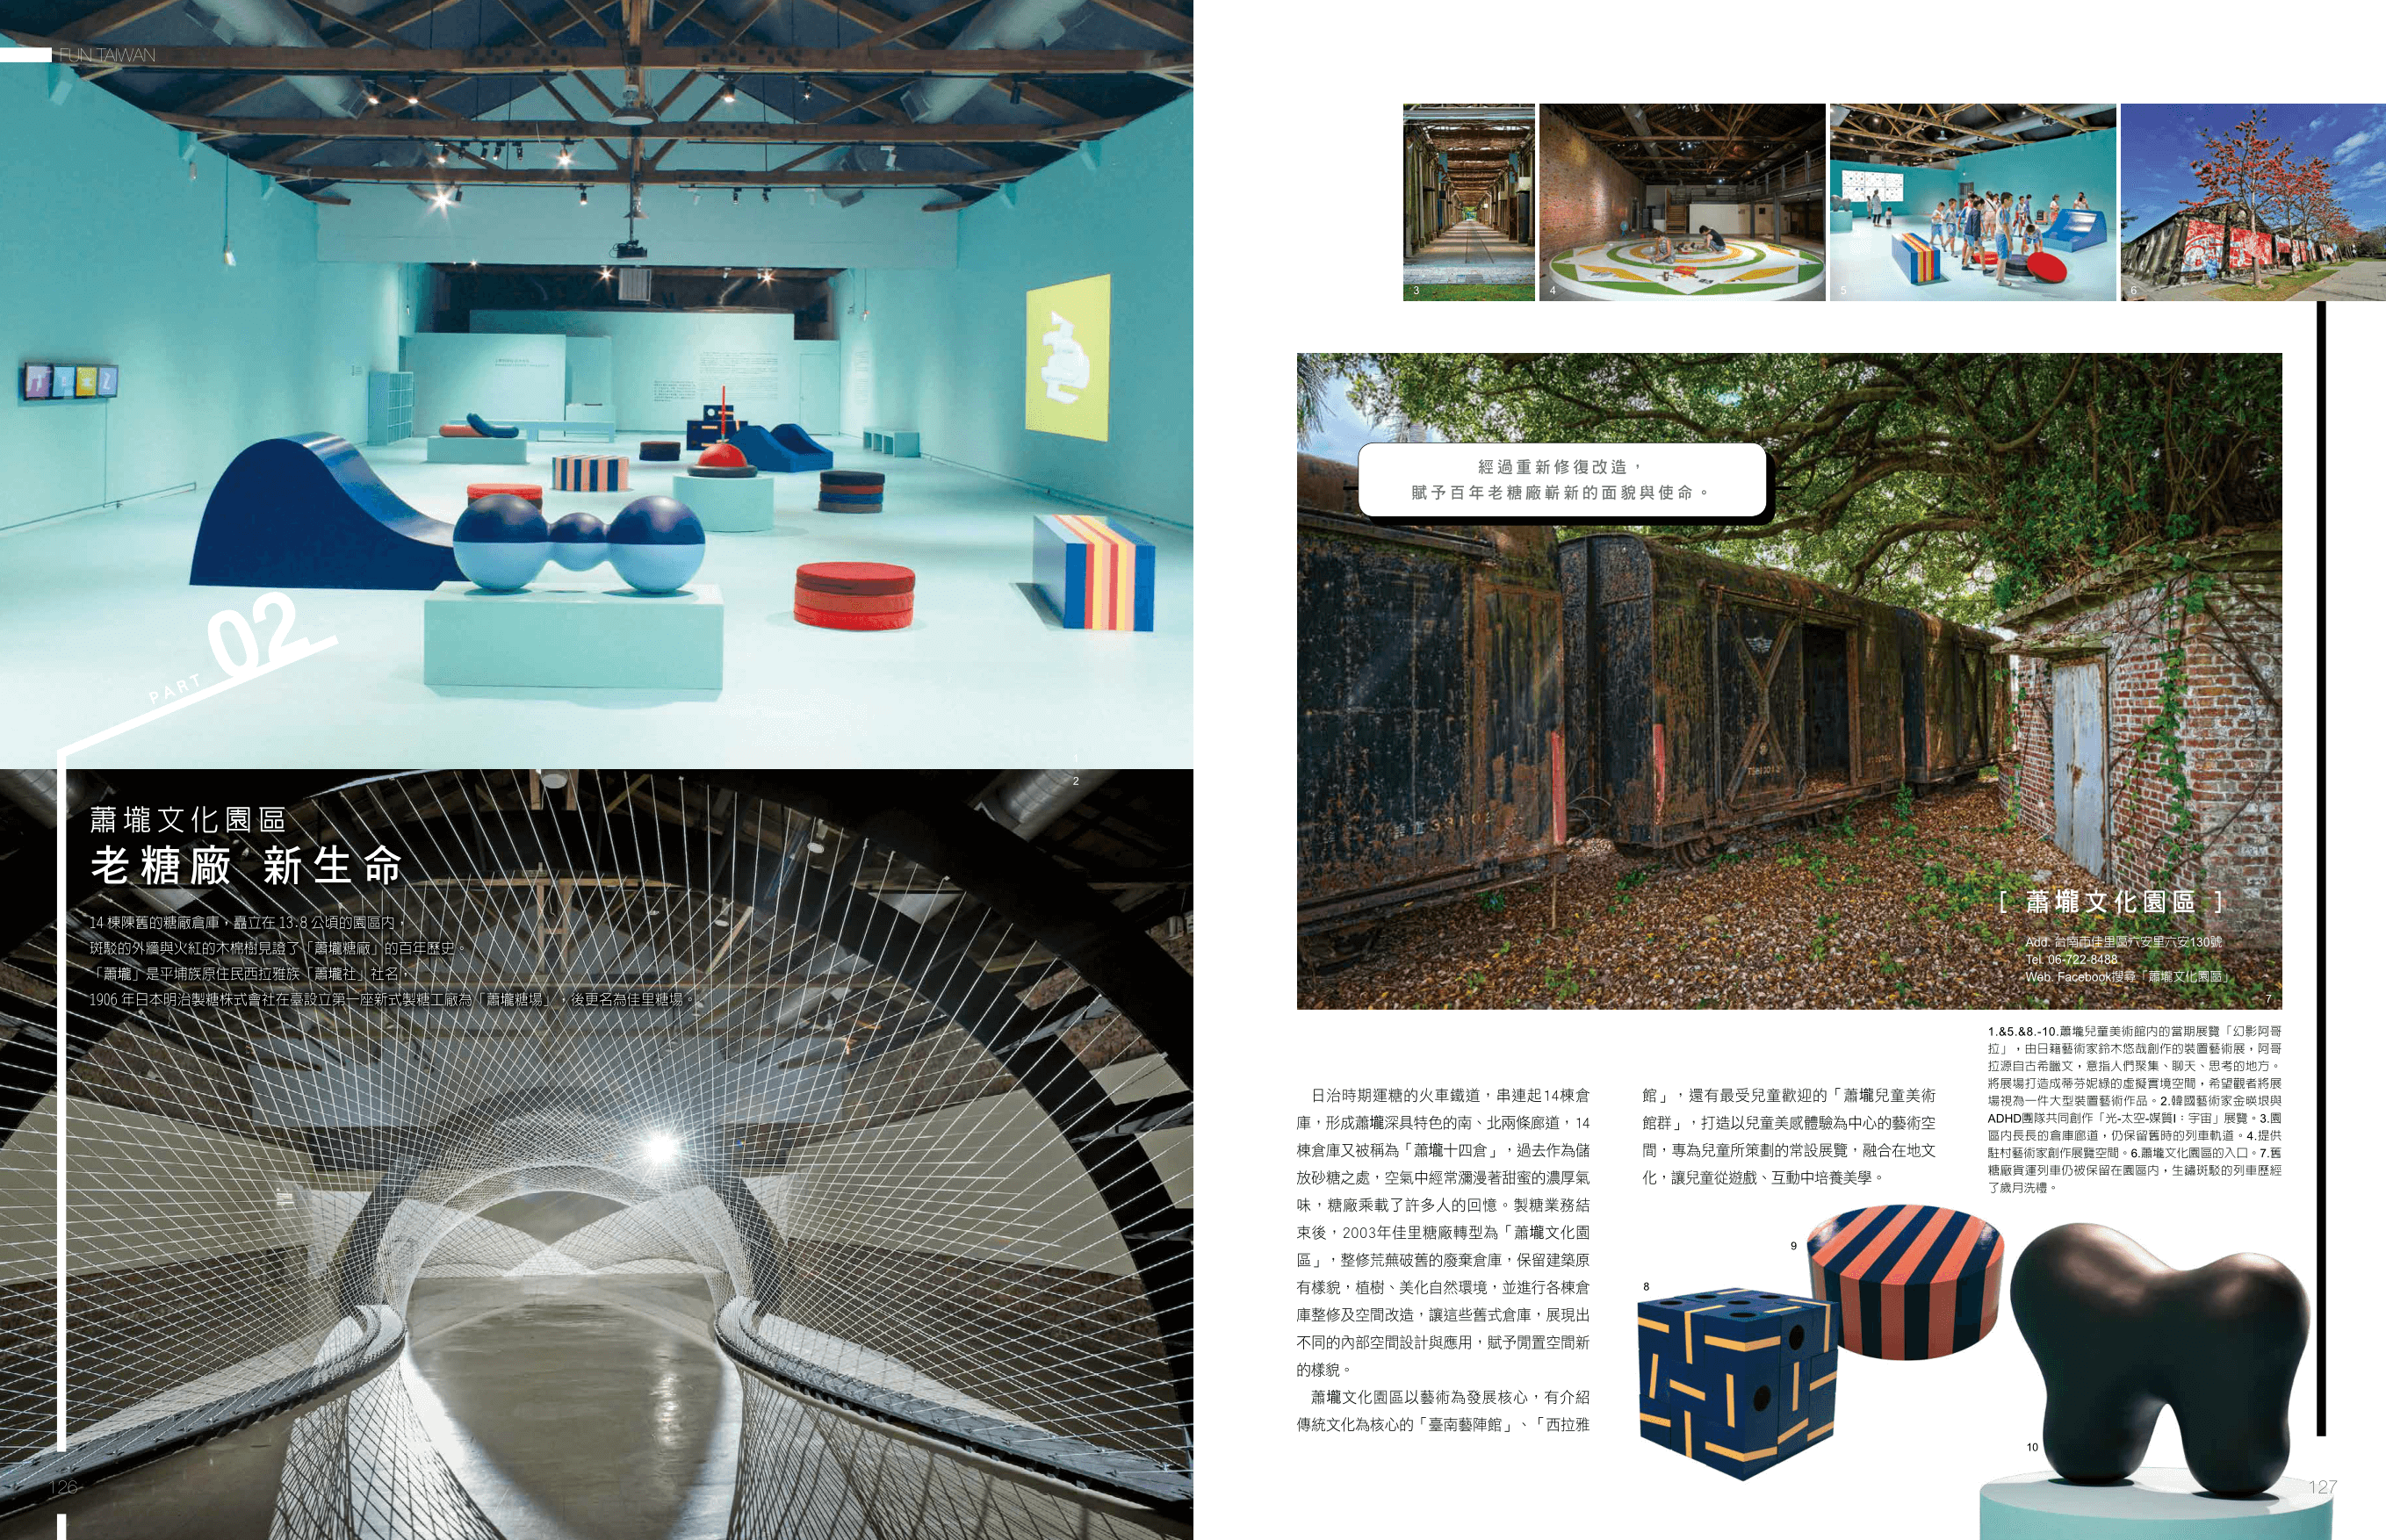 FUN TAIWAN
PART 02
1
2
蕭壠文化園區
老糖廠 新生命
14 棟陳舊的糖廠倉庫，矗立在 13.8 公頃的園區內，
斑駁的外牆與火紅的木棉樹見證了「蕭壠糖廠」的百年歷史。
「蕭壠」是平埔族原住民西拉雅族「蕭壠社」社名，
1906 年日本明治製糖株式會社在臺設立第一座新式製糖工廠為「蕭壠糖場」，後更名為佳里糖場。
126
3
4
5
6
經過重新修復改造，
賦予百年老糖廠嶄新的面貌與使命。
[ 蕭壠文化園區 ]
Add. 台南市佳里區六安里六安130號
Tel. 06-722-8488
Web. Facebook搜尋「蕭壠文化園區」
7
日治時期運糖的火車鐵道，串連起14棟倉
庫，形成蕭壠深具特色的南、北兩條廊道，14
棟倉庫又被稱為「蕭壠十四倉」，過去作為儲
放砂糖之處，空氣中經常瀰漫著甜蜜的濃厚氣
味，糖廠乘載了許多人的回憶。製糖業務結
束後，2003年佳里糖廠轉型為「蕭壠文化園
區」，整修荒蕪破舊的廢棄倉庫，保留建築原
有樣貌，植樹、美化自然環境，並進行各棟倉
庫整修及空間改造，讓這些舊式倉庫，展現出
不同的內部空間設計與應用，賦予閒置空間新
的樣貌。
蕭壠文化園區以藝術為發展核心，有介紹
傳統文化為核心的「臺南藝陣館」、「西拉雅
館」，還有最受兒童歡迎的「蕭壠兒童美術
館群」，打造以兒童美感體驗為中心的藝術空
間，專為兒童所策劃的常設展覽，融合在地文
化，讓兒童從遊戲、互動中培養美學。
1.&5.&8.-10.蕭壠兒童美術館內的當期展覽「幻影阿哥
拉」，由日籍藝術家鈴木悠哉創作的裝置藝術展，阿哥
拉源自古希臘文，意指人們聚集、聊天、思考的地方。
將展場打造成蒂芬妮綠的虛擬實境空間，希望觀者將展
場視為一件大型裝置藝術作品。2.韓國藝術家金暎垠與
ADHD團隊共同創作「光-太空-媒質I：宇宙」展覽。3.園
區內長長的倉庫廊道，仍保留舊時的列車軌道。4.提供
駐村藝術家創作展覽空間。6.蕭壠文化園區的入口。7.舊
糖廠貨運列車仍被保留在園區內，生鏽斑駁的列車歷經
了歲月洗禮。
8
9
10
127